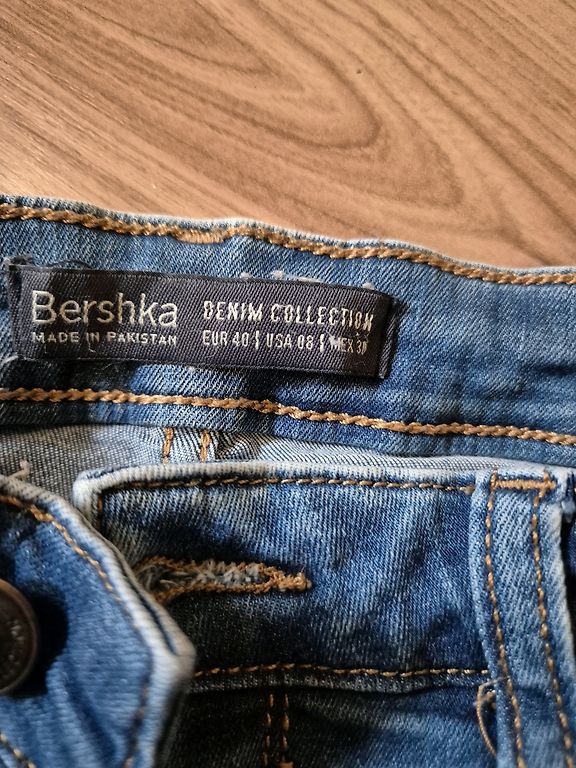 Bershka
MADE IN PAKISTAN
DENIM COLLECTION
EUR 40 | USA 08 | MEX 30